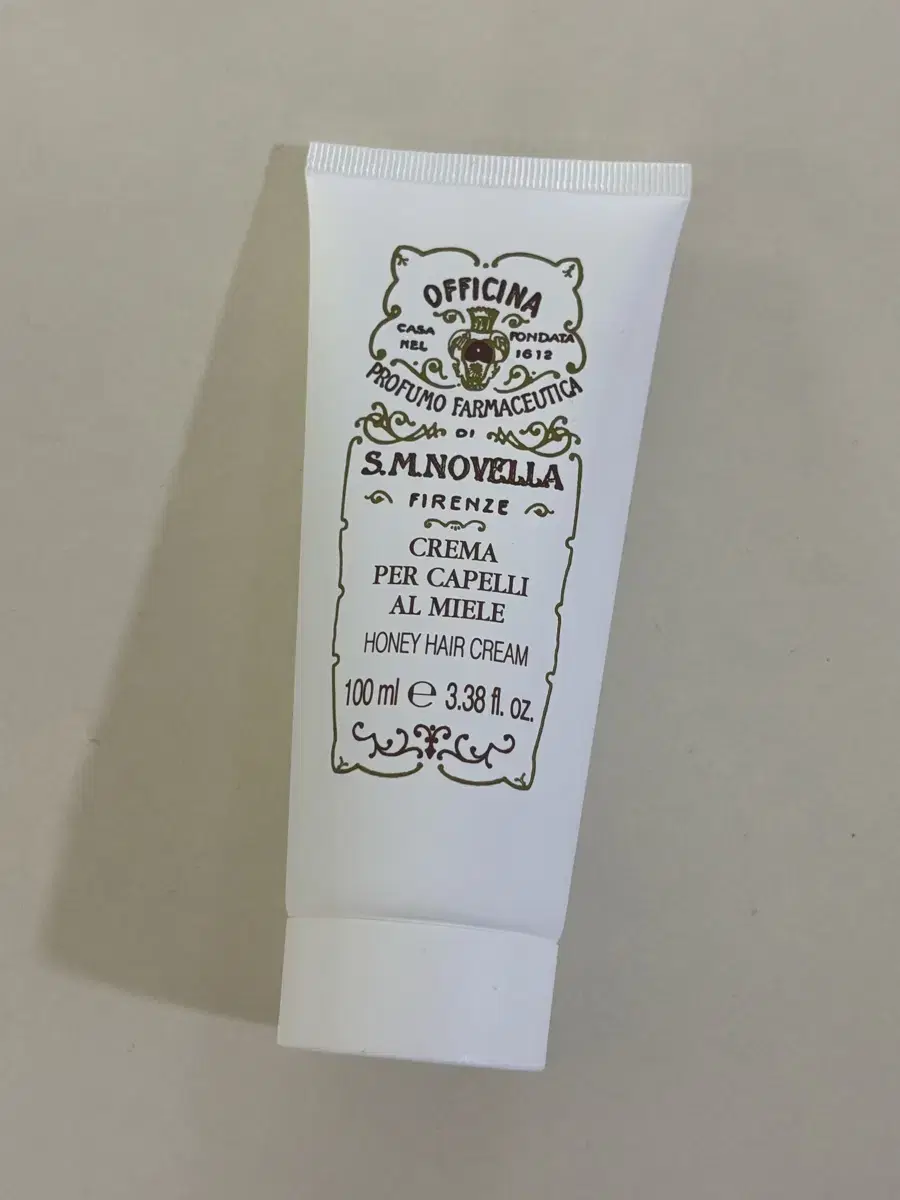 OFFICINA
CASA NEL
FONDATA 1612
PROFUMO FARMACEUTICA
DI
S.M.NOVELLA
FIRENZE
CREMA
PER CAPELLI
AL MIELE
HONEY HAIR CREAM
100 ml ℮ 3.38 fl. oz.